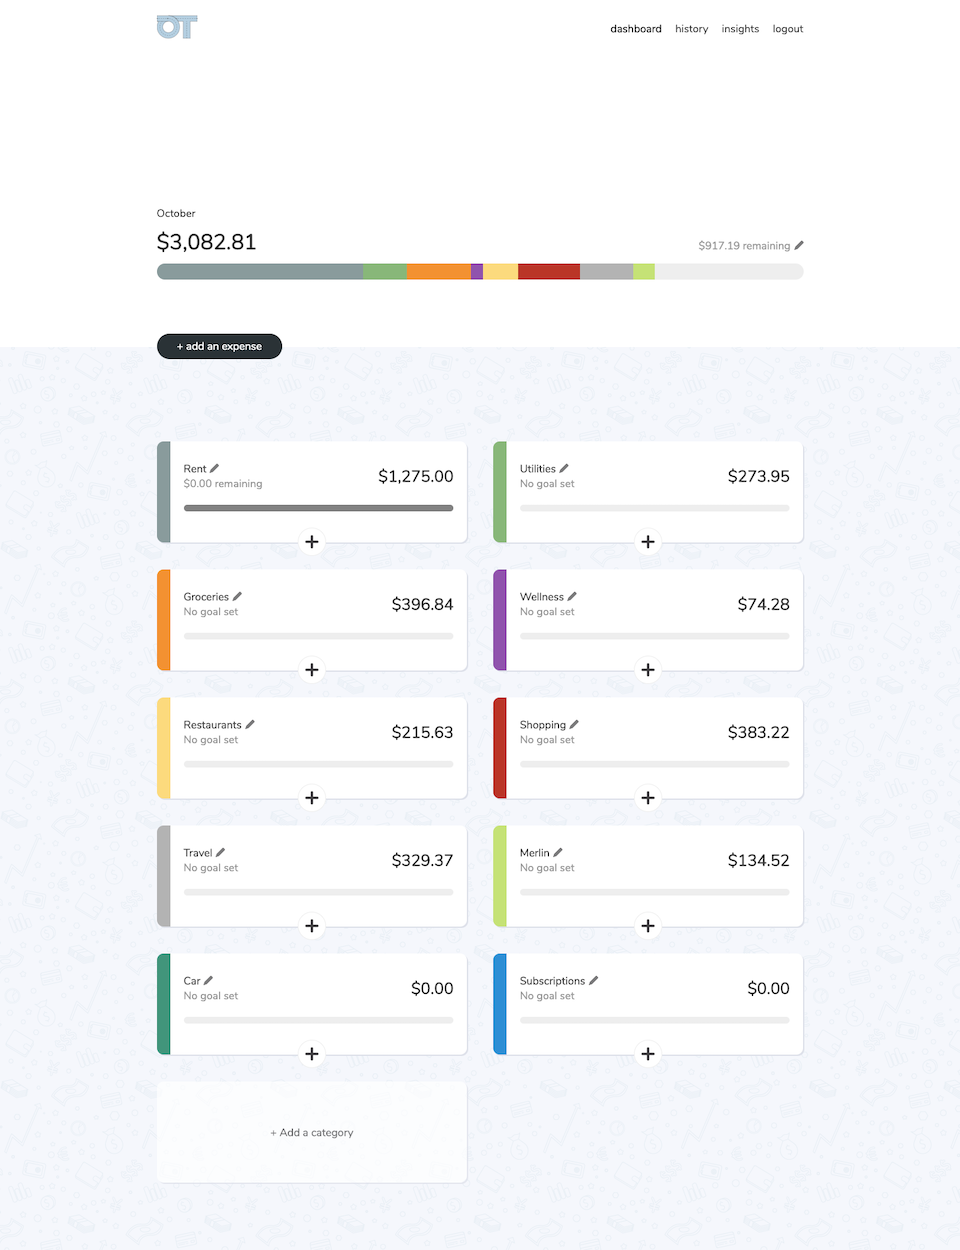 OT
dashboard history insights logout
October
$3,082.81
$917.19 remaining
+ add an expense
Rent
$0.00 remaining
$1,275.00
+
Utilities
No goal set
$273.95
+
Groceries
No goal set
$396.84
+
Wellness
No goal set
$74.28
+
Restaurants
No goal set
$215.63
+
Shopping
No goal set
$383.22
+
Travel
No goal set
$329.37
+
Merlin
No goal set
$134.52
+
Car
No goal set
$0.00
+
Subscriptions
No goal set
$0.00
+
+ Add a category